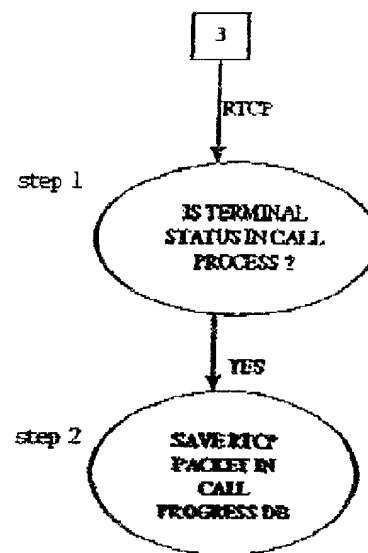 3
RTCP
step 1
IS TERMINAL
STATUS IN CALL
PROCESS ?
YES
step 2
SAVE RTCP
PACKET IN
CALL
PROGRESS DB